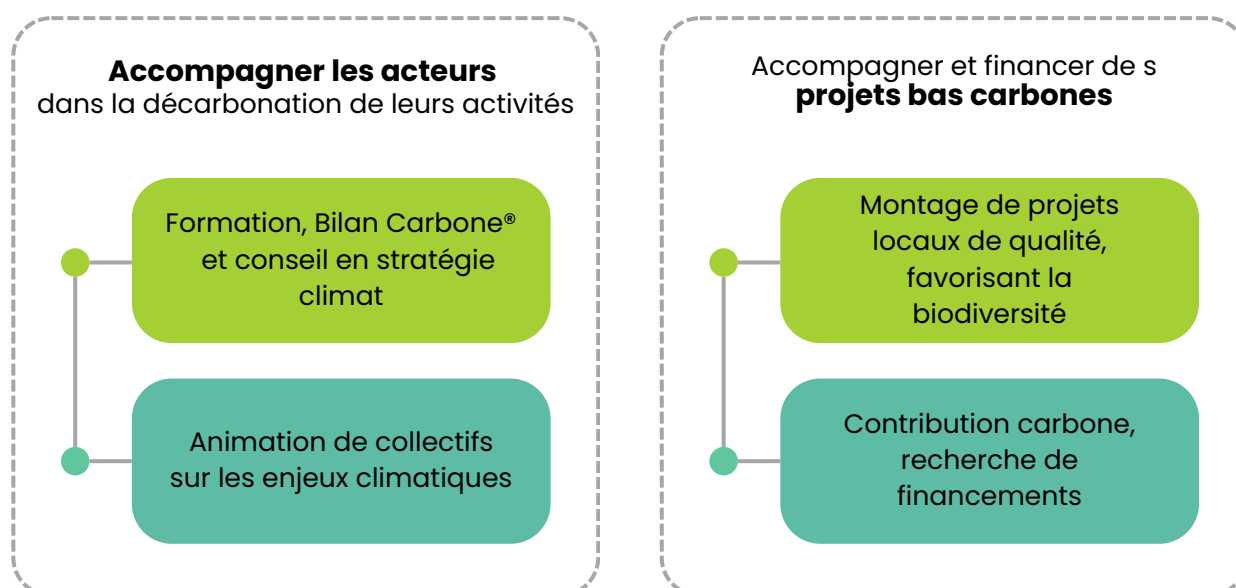 Accompagner les acteurs
dans la décarbonation de leurs activités
Formation, Bilan Carbone®
et conseil en stratégie
climat
Animation de collectifs
sur les enjeux climatiques
Accompagner et financer de s
projets bas carbones
Montage de projets
locaux de qualité,
favorisant la
biodiversité
Contribution carbone,
recherche de
financements